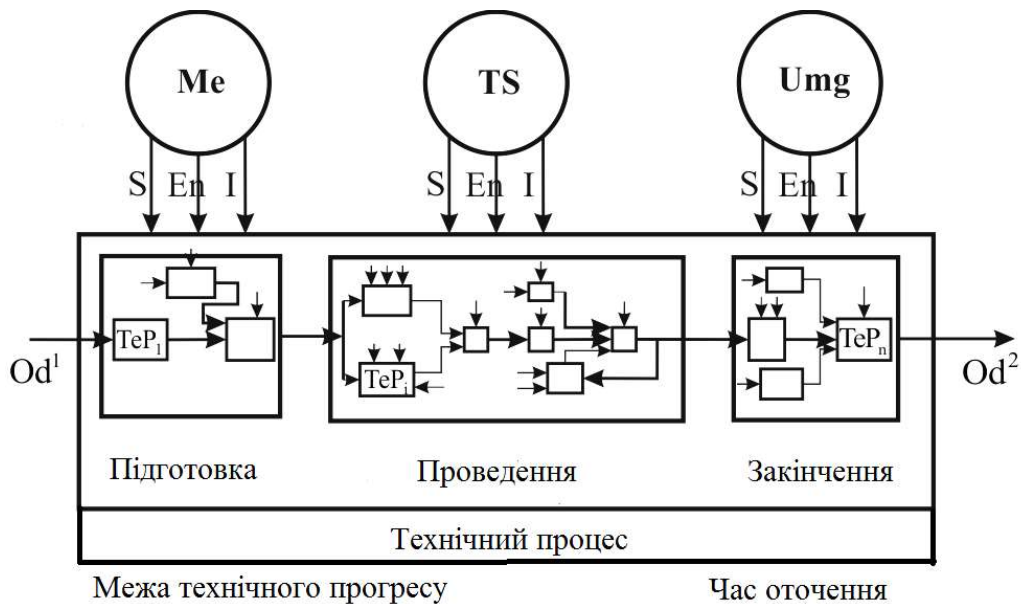 Me TS Umg
S En I S En I S En I
TeP₁ TePᵢ TePₙ
Od¹ Od²
Підготовка Проведення Закінчення
Технічний процес
Межа технічного прогресу Час оточення